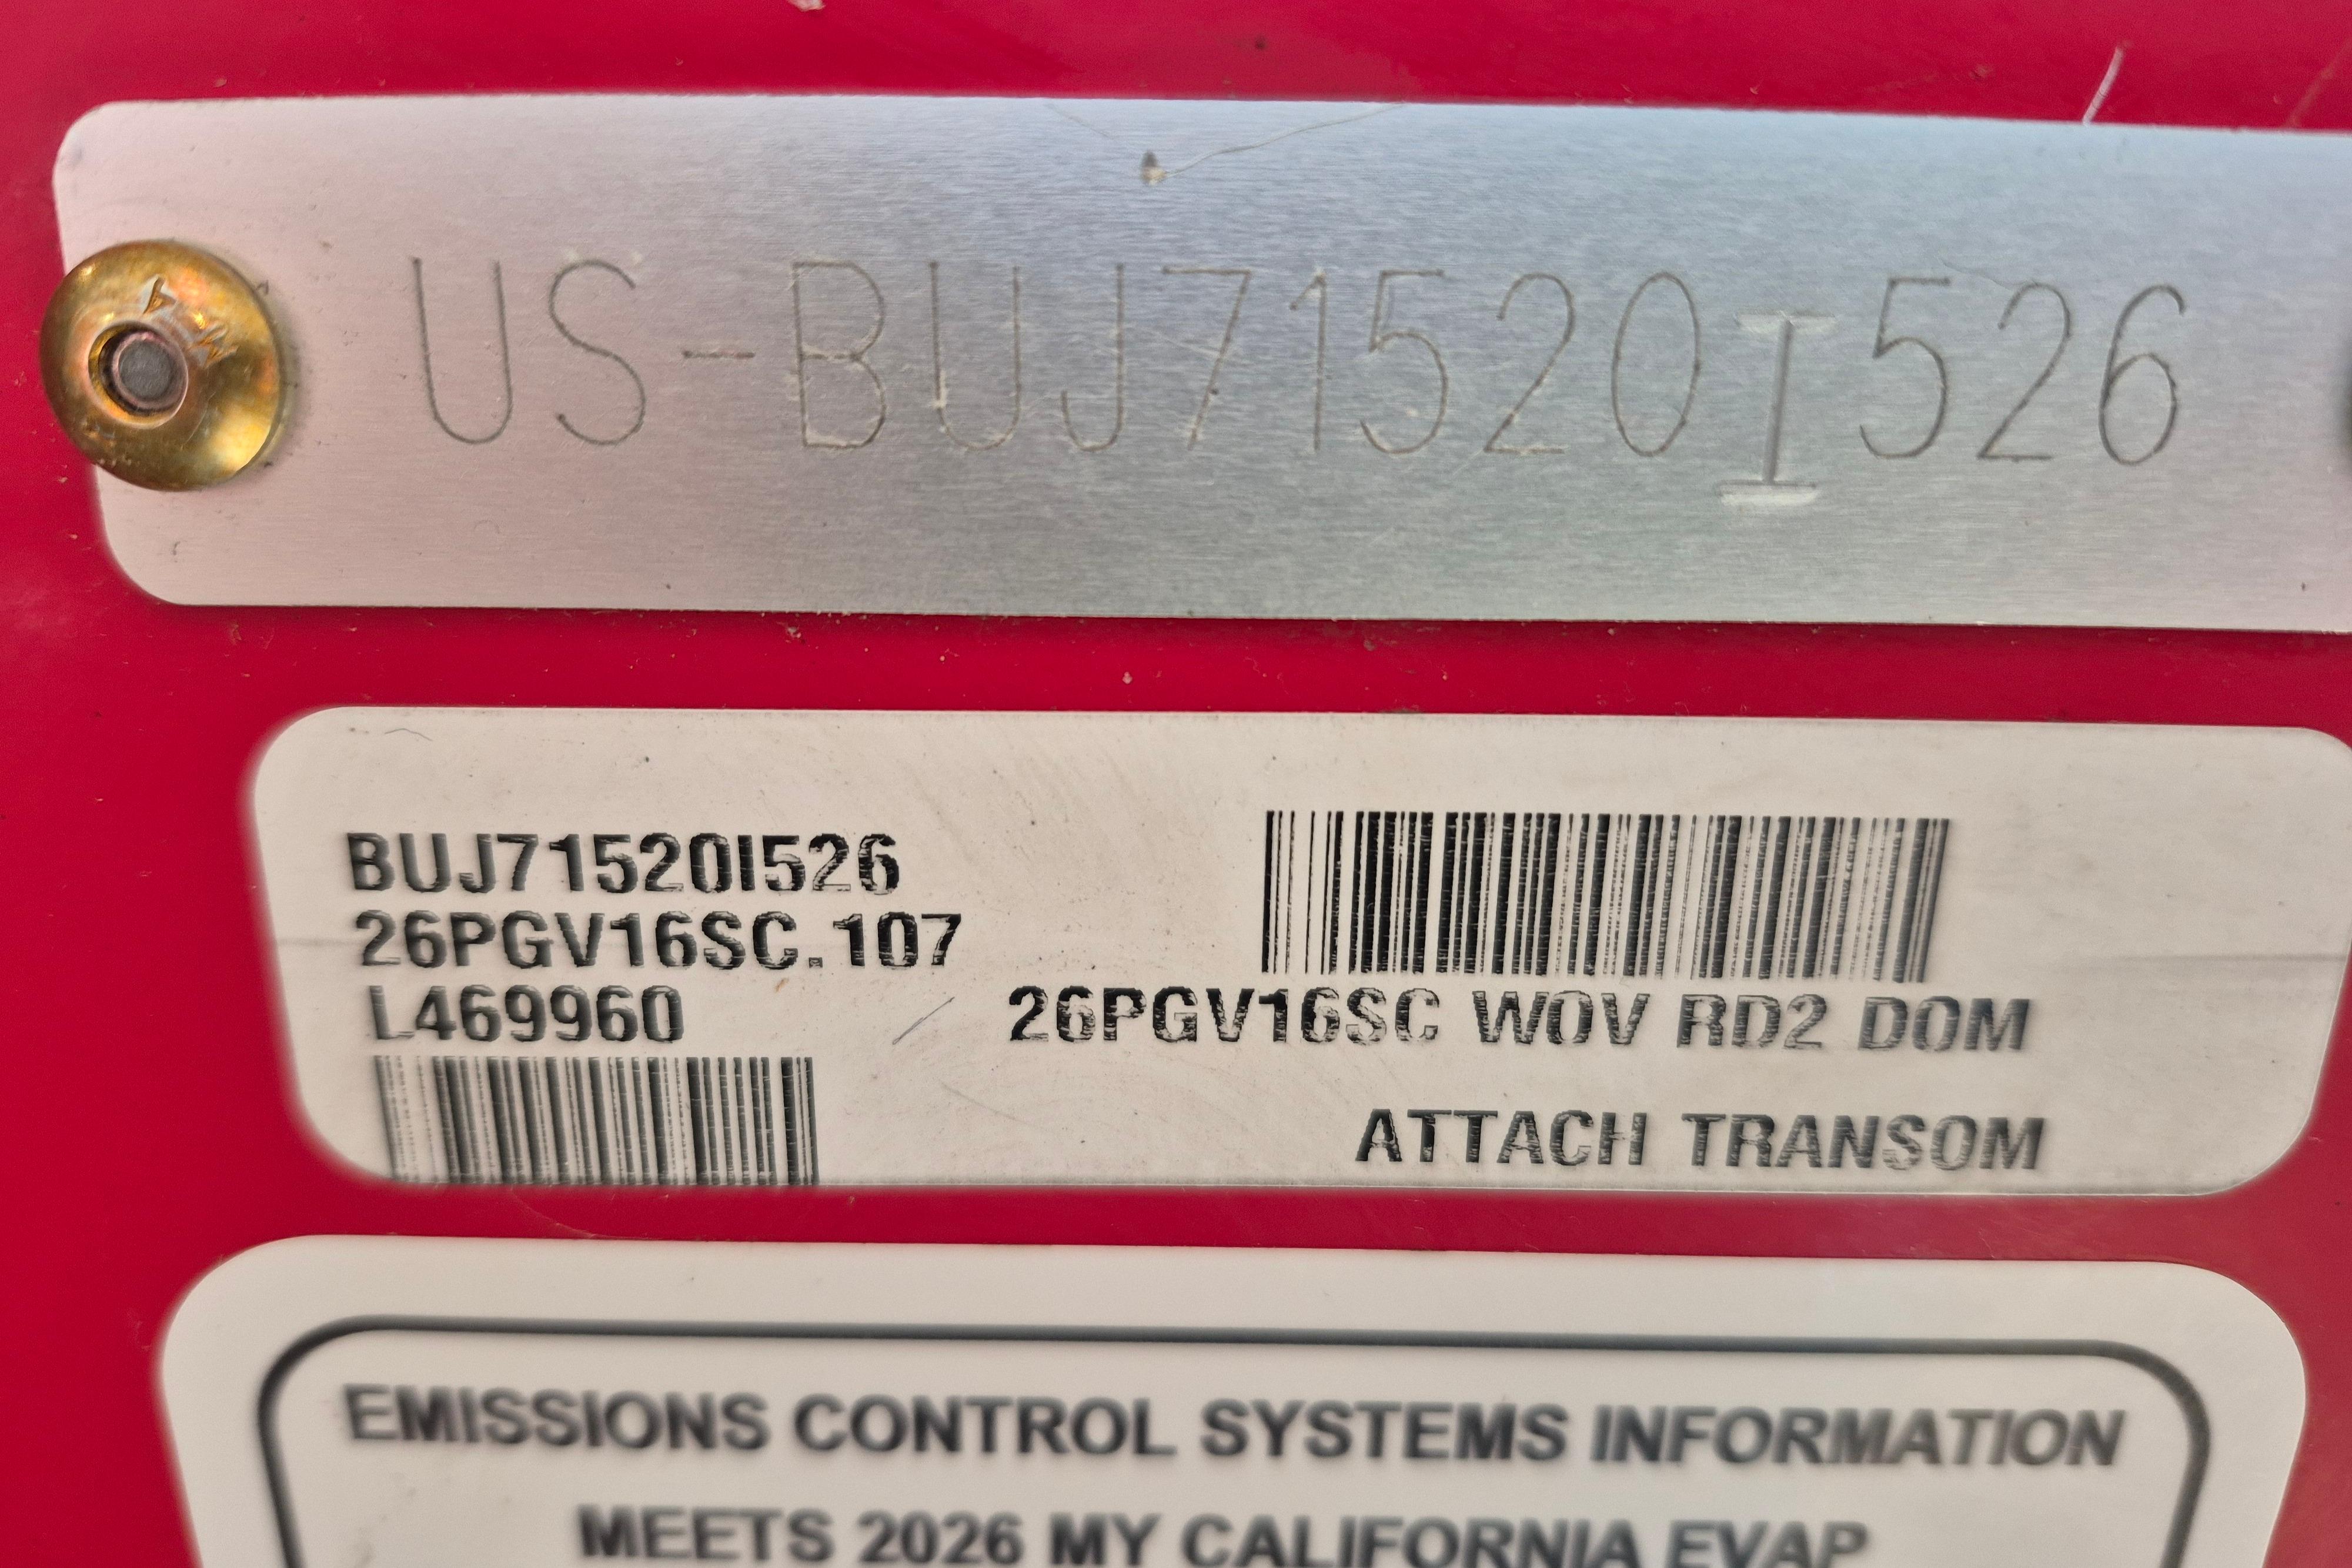 US-BUJ71520I526
BUJ71520I526
26PGV16SC.107
L469960
26PGV16SC WOV RD2 DOM
ATTACH TRANSOM
EMISSIONS CONTROL SYSTEMS INFORMATION
MEETS 2026 MY CALIFORNIA EVAP